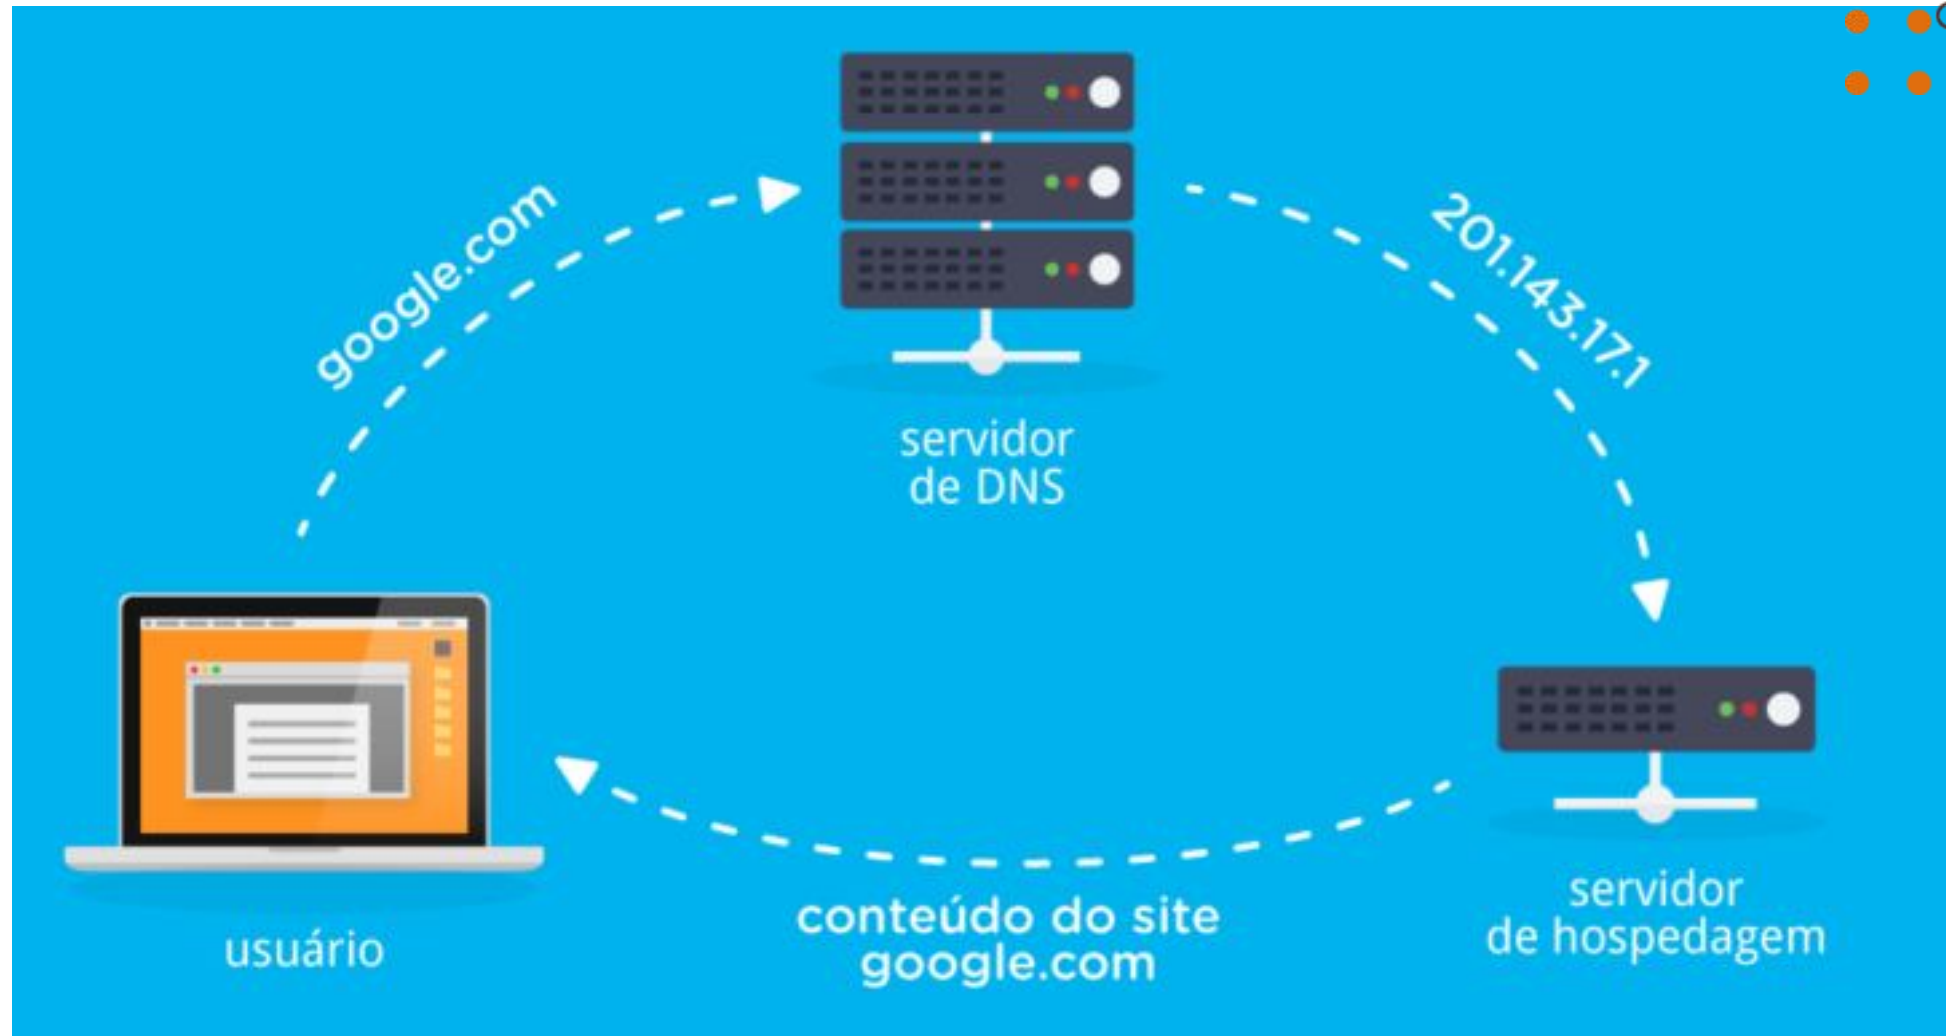 google.com
201.143.17.1
servidor
de DNS
usuário
conteúdo do site
google.com
servidor
de hospedagem